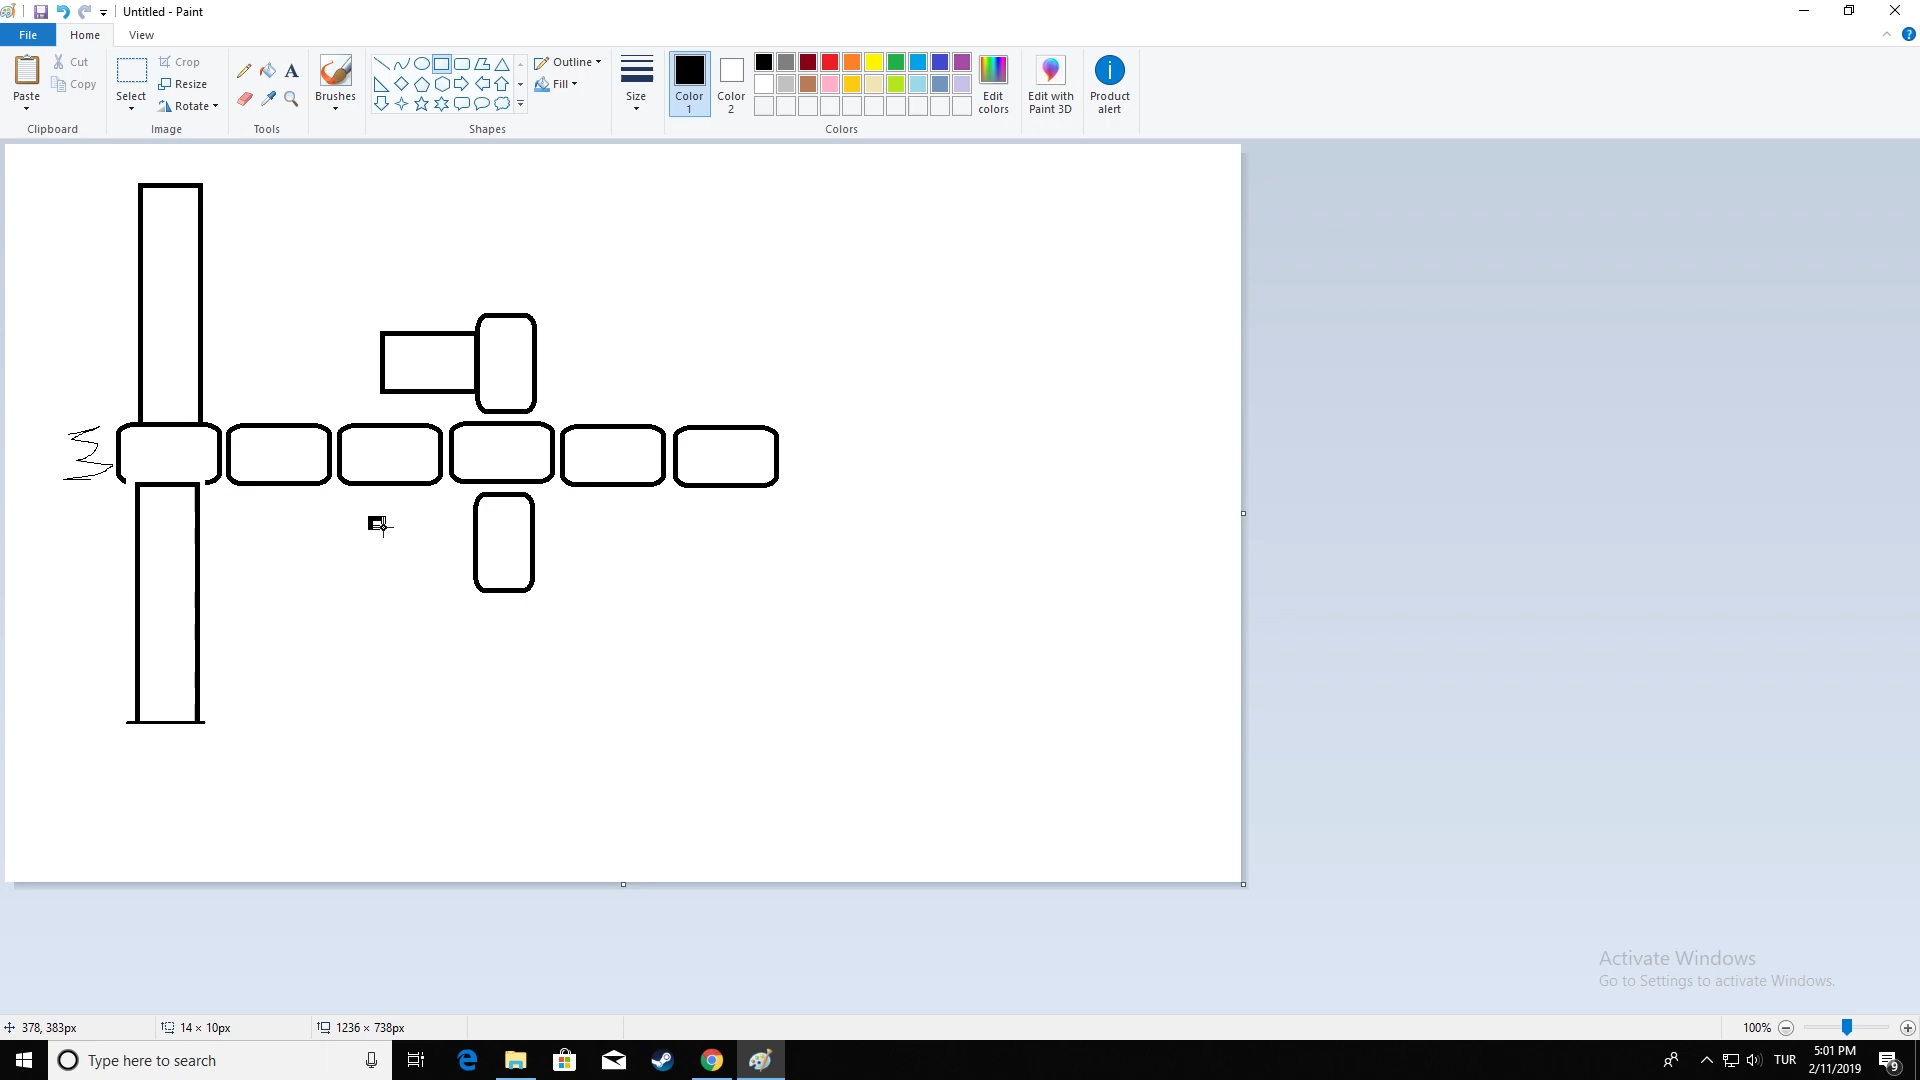 Untitled - Paint
File Home View
Paste
Cut
Copy
Clipboard
Select
Crop
Resize
Rotate
Image
A
Tools
Brushes
Outline
Fill
Shapes
Size
Color 1
Color 2
Edit colors
Colors
Edit with Paint 3D
Product alert
Activate Windows
Go to Settings to activate Windows.
378, 383px 14 × 10px 1236 × 738px 100%
Type here to search
TUR
5:01 PM
2/11/2019
9